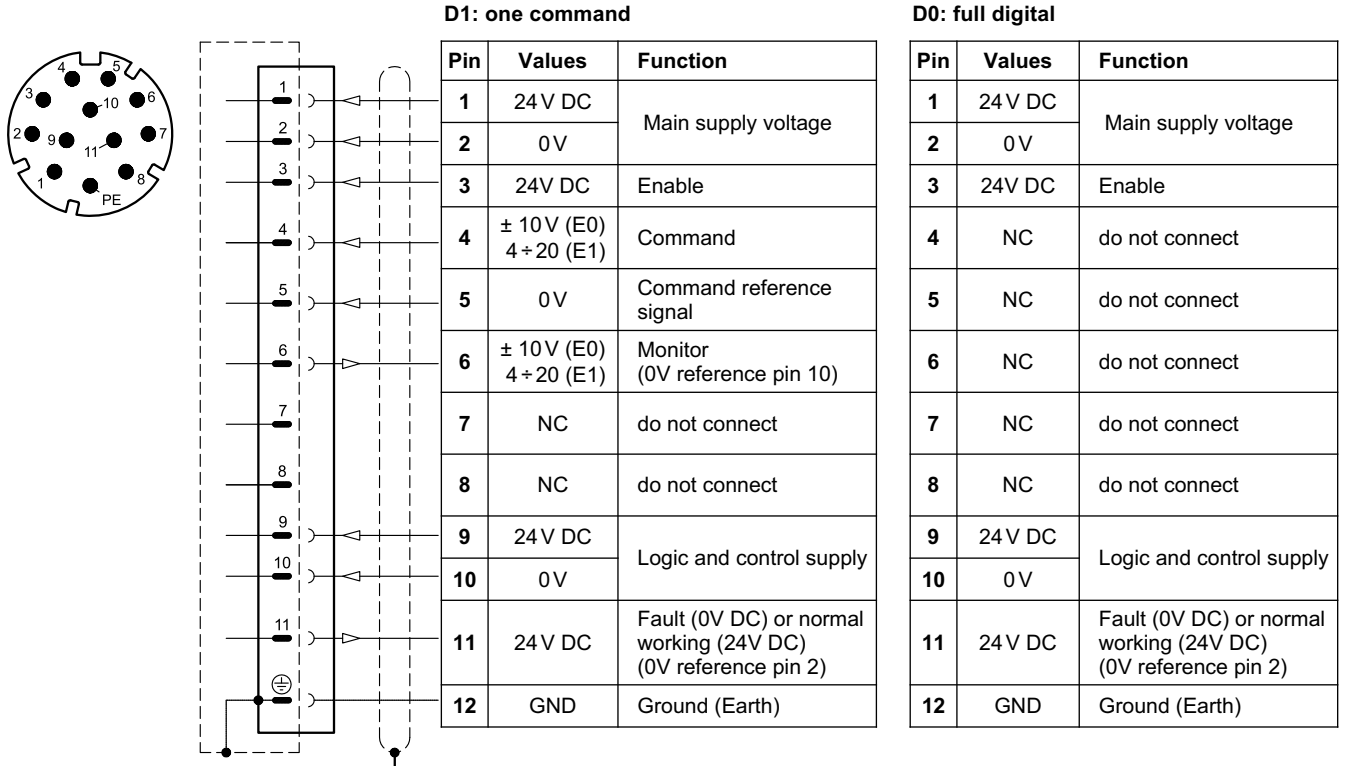 D1: one command
D0: full digital
4 5
3 10 6
2 9 11 7
1 8
PE
1
2
3
4
5
6
7
8
9
10
11
Pin Values Function
1 24 V DC Main supply voltage
2 0 V
3 24V DC Enable
4 ± 10 V (E0) Command
4 ÷ 20 (E1)
5 0 V Command reference
signal
6 ± 10 V (E0) Monitor
4 ÷ 20 (E1) (0V reference pin 10)
7 NC do not connect
8 NC do not connect
9 24 V DC Logic and control supply
10 0 V
11 24 V DC Fault (0V DC) or normal
working (24V DC)
(0V reference pin 2)
12 GND Ground (Earth)
Pin Values Function
1 24 V DC Main supply voltage
2 0 V
3 24V DC Enable
4 NC do not connect
5 NC do not connect
6 NC do not connect
7 NC do not connect
8 NC do not connect
9 24 V DC Logic and control supply
10 0 V
11 24 V DC Fault (0V DC) or normal
working (24V DC)
(0V reference pin 2)
12 GND Ground (Earth)